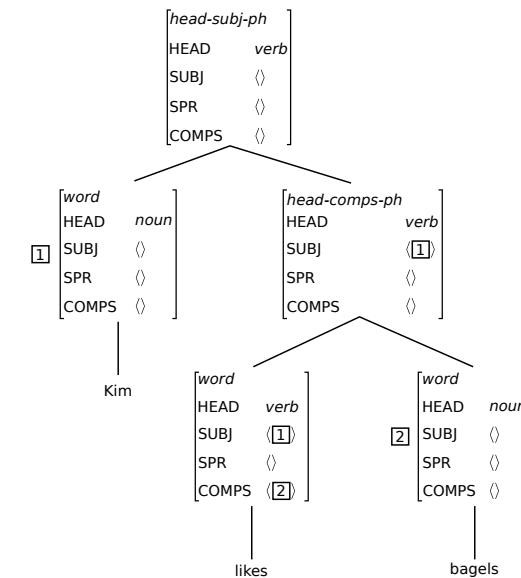 head-subj-ph
HEAD verb
SUBJ ⟨⟩
SPR ⟨⟩
COMPS ⟨⟩
word
HEAD noun
1 SUBJ ⟨⟩
SPR ⟨⟩
COMPS ⟨⟩
Kim
head-comps-ph
HEAD verb
SUBJ ⟨1⟩
SPR ⟨⟩
COMPS ⟨⟩
word
HEAD verb
SUBJ ⟨1⟩
SPR ⟨⟩
COMPS ⟨2⟩
likes
word
HEAD noun
2 SUBJ ⟨⟩
SPR ⟨⟩
COMPS ⟨⟩
bagels